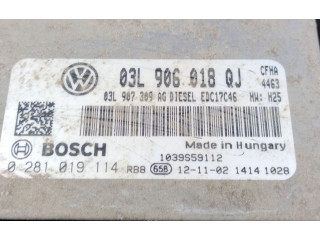 03L 906 018 QJ CFHA
4463
03L 907 309 AG DIESEL EDC17C46 HW: H25
BOSCH Made in Hungary
1039S59112
0 281 019 114 RBB 658 12-11-02 1414 1028